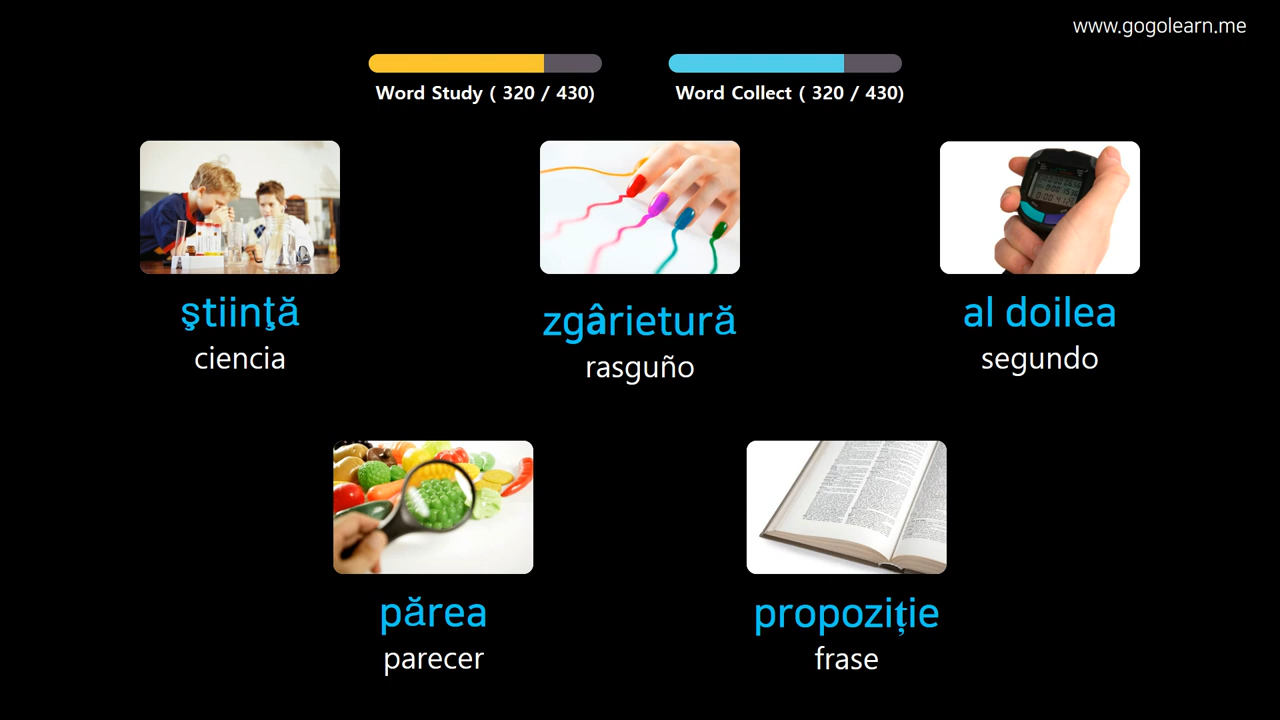 www.gogolearn.me
Word Study ( 320 / 430)
Word Collect ( 320 / 430)
ştiinţă
ciencia
zgârietură
rasguño
al doilea
segundo
părea
parecer
propoziție
frase